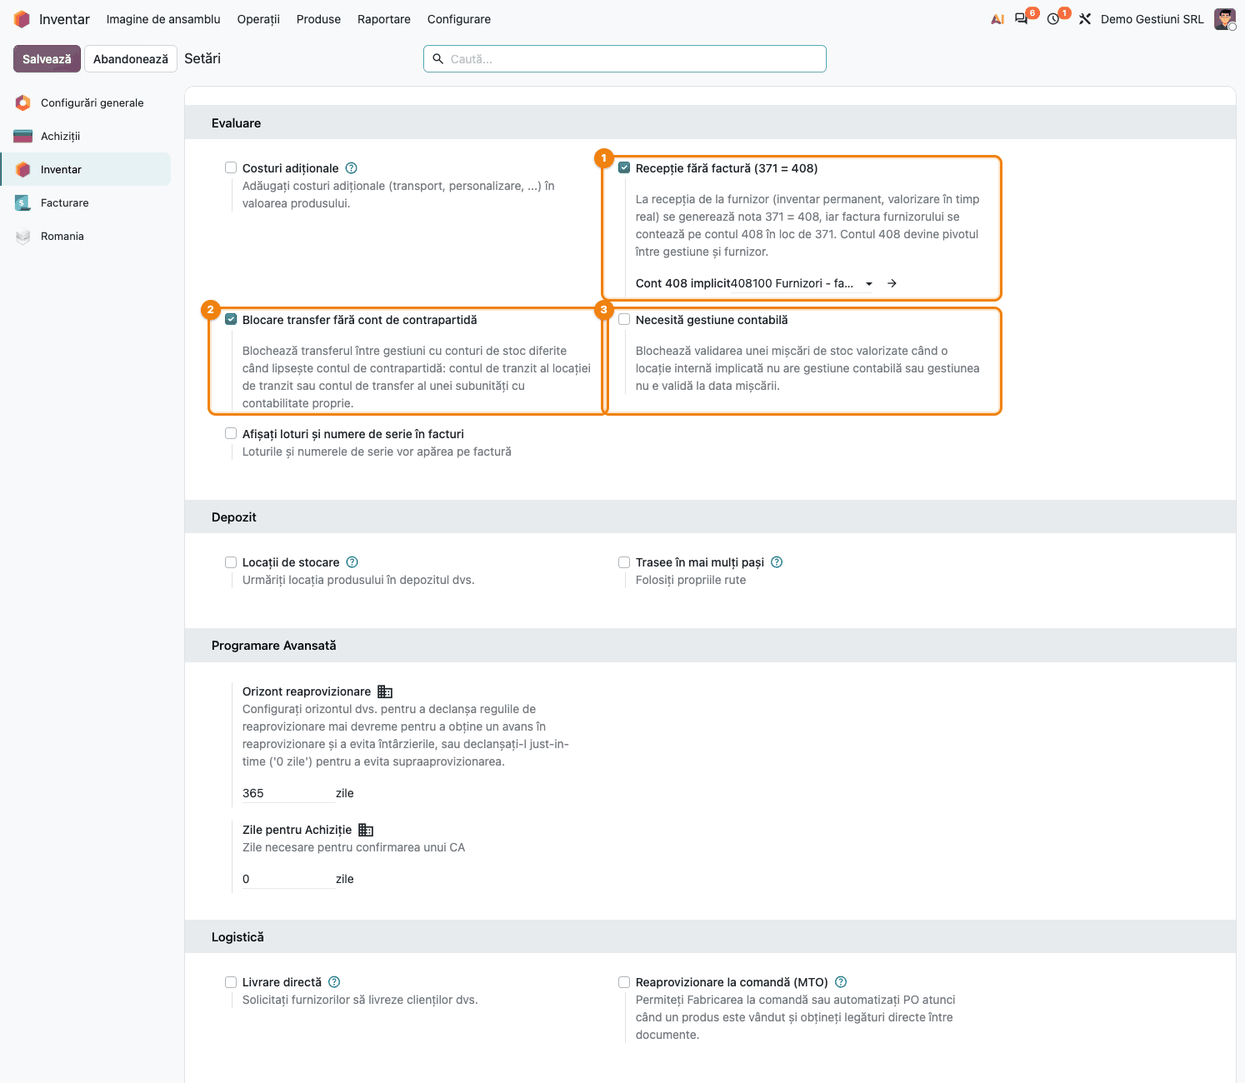 Inventar Imagine de ansamblu Operații Produse Raportare Configurare AI 6 1 Demo Gestiuni SRL
Salvează Abandonează Setări Caută...
Configurări generale
Achiziții
Inventar
Facturare
Romania
Evaluare
Costuri adiționale ?
Adăugați costuri adiționale (transport, personalizare, ...) în
valoarea produsului.
1
Recepție fără factură (371 = 408)
La recepția de la furnizor (inventar permanent, valorizare în timp
real) se generează nota 371 = 408, iar factura furnizorului se
contează pe contul 408 în loc de 371. Contul 408 devine pivotul
între gestiune și furnizor.
Cont 408 implicit408100 Furnizori - fa...
2
Blocare transfer fără cont de contrapartidă
Blochează transferul între gestiuni cu conturi de stoc diferite
când lipsește contul de contrapartidă: contul de tranzit al locației
de tranzit sau contul de transfer al unei subunități cu
contabilitate proprie.
3
Necesită gestiune contabilă
Blochează validarea unei mișcări de stoc valorizate când o
locație internă implicată nu are gestiune contabilă sau gestiunea
nu e validă la data mișcării.
Afișați loturi și numere de serie în facturi
Loturile și numerele de serie vor apărea pe factură
Depozit
Locații de stocare ?
Urmăriți locația produsului în depozitul dvs.
Trasee în mai mulți pași ?
Folosiți propriile rute
Programare Avansată
Orizont reaprovizionare
Configurați orizontul dvs. pentru a declanșa regulile de
reaprovizionare mai devreme pentru a obține un avans în
reaprovizionare și a evita întârzierile, sau declanșați-l just-in-
time ('0 zile') pentru a evita supraaprovizionarea.
365 zile
Zile pentru Achiziție
Zile necesare pentru confirmarea unui CA
0 zile
Logistică
Livrare directă ?
Solicitați furnizorilor să livreze clienților dvs.
Reaprovizionare la comandă (MTO) ?
Permiteți Fabricarea la comandă sau automatizați PO atunci
când un produs este vândut și obțineți legături directe între
documente.